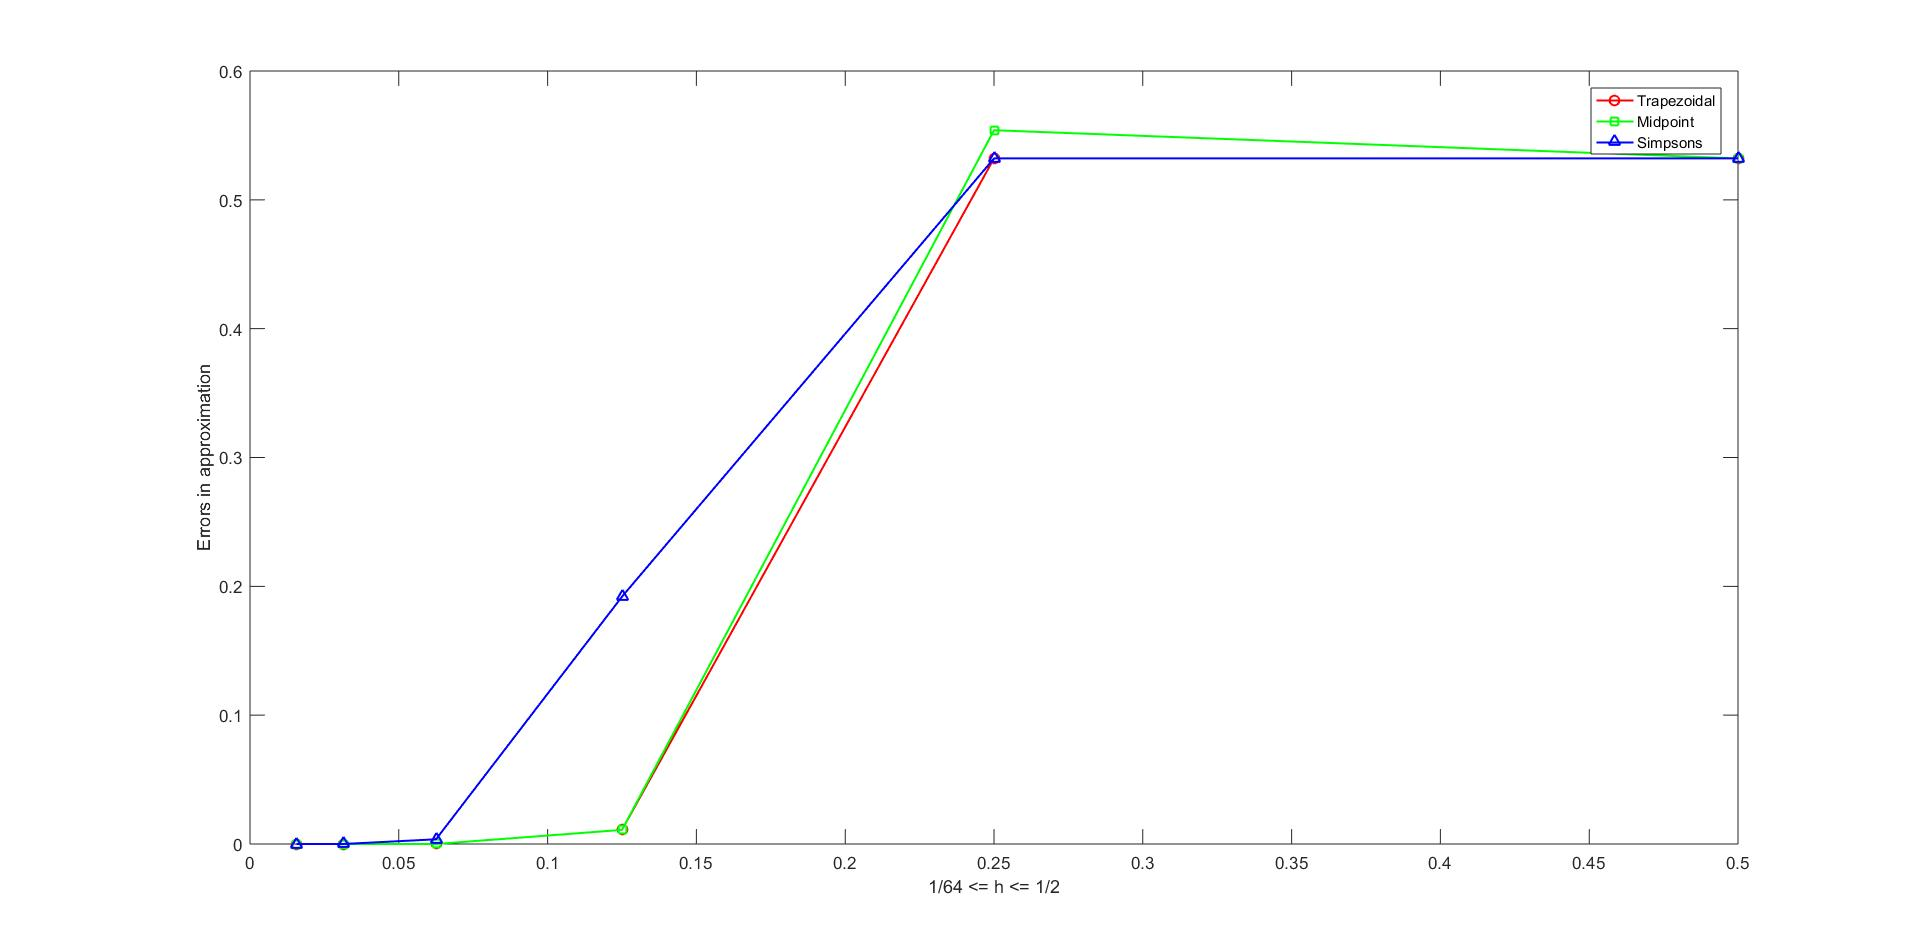 0.6
0.5
0.4
0.3
0.2
0.1
0
Errors in approximation
Trapezoidal
Midpoint
Simpsons
0 0.05 0.1 0.15 0.2 0.25 0.3 0.35 0.4 0.45 0.5
1/64 <= h <= 1/2